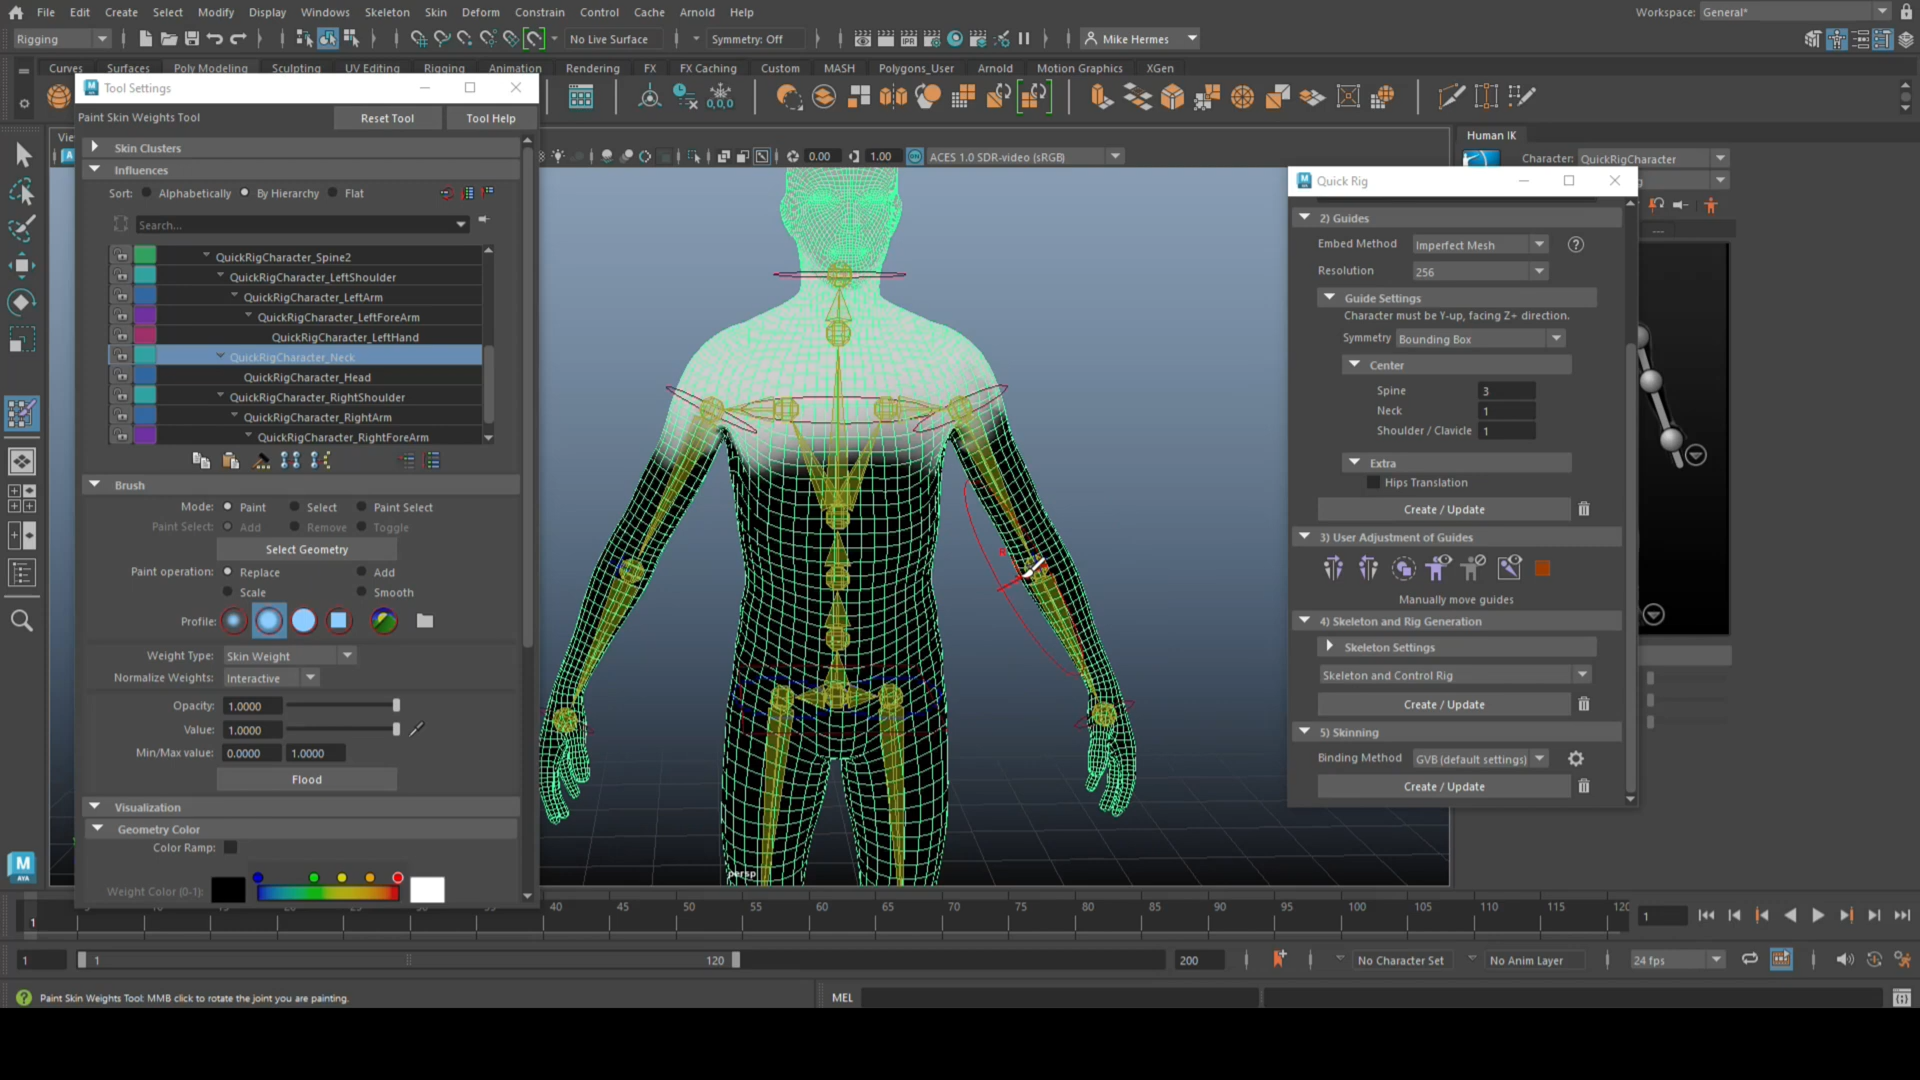 File Edit Create Select Modify Display Windows Skeleton Skin Deform Constrain Control Cache Arnold Help
Workspace: General*
Rigging
No Live Surface
Symmetry: Off
Mike Hermes
Curves Surfaces Poly Modeling Sculpting UV Editing Rigging Animation Rendering FX FX Caching Custom MASH Polygons_User Arnold Motion Graphics XGen
Tool Settings
Paint Skin Weights Tool
Reset Tool
Tool Help
Skin Clusters
Influences
Sort: Alphabetically By Hierarchy Flat
Search...
QuickRigCharacter_Spine2
QuickRigCharacter_LeftShoulder
QuickRigCharacter_LeftArm
QuickRigCharacter_LeftForeArm
QuickRigCharacter_LeftHand
QuickRigCharacter_Neck
QuickRigCharacter_Head
QuickRigCharacter_RightShoulder
QuickRigCharacter_RightArm
QuickRigCharacter_RightForeArm
Brush
Mode: Paint Select Paint Select
Paint Select: Add Remove Toggle
Select Geometry
Paint operation: Replace Add
Scale Smooth
Profile:
Weight Type: Skin Weight
Normalize Weights: Interactive
Opacity: 1.0000
Value: 1.0000
Min/Max value: 0.0000 1.0000
Flood
Visualization
Geometry Color
Color Ramp:
Weight Color (0-1):
0.00 1.00 ACES 1.0 SDR-video (sRGB)
persp
Human IK
Character: QuickRigCharacter
Quick Rig
2) Guides
Embed Method Imperfect Mesh
Resolution 256
Guide Settings
Character must be Y-up, facing Z+ direction.
Symmetry Bounding Box
Center
Spine 3
Neck 1
Shoulder / Clavicle 1
Extra
Hips Translation
Create / Update
3) User Adjustment of Guides
Manually move guides
4) Skeleton and Rig Generation
Skeleton Settings
Skeleton and Control Rig
Create / Update
5) Skinning
Binding Method GVB (default settings)
Create / Update
1 40 45 50 55 60 65 70 75 80 85 90 95 100 105 110 115 120 1
1 1 120 200 No Character Set No Anim Layer 24 fps
Paint Skin Weights Tool: MMB click to rotate the joint you are painting.
MEL